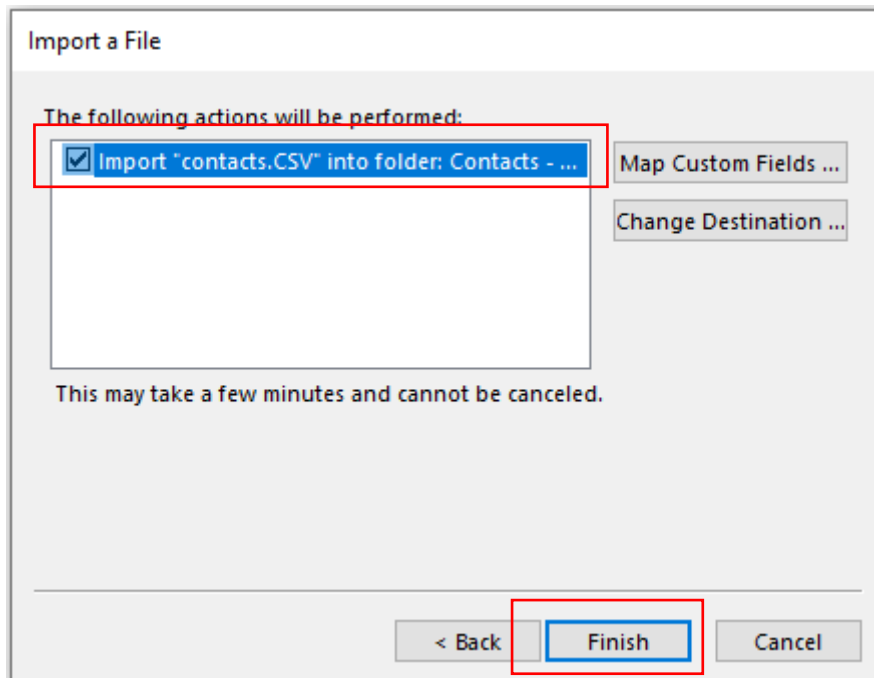 Import a File
The following actions will be performed:
Import "contacts.CSV" into folder: Contacts - ...
Map Custom Fields ...
Change Destination ...
This may take a few minutes and cannot be canceled.
< Back
Finish
Cancel